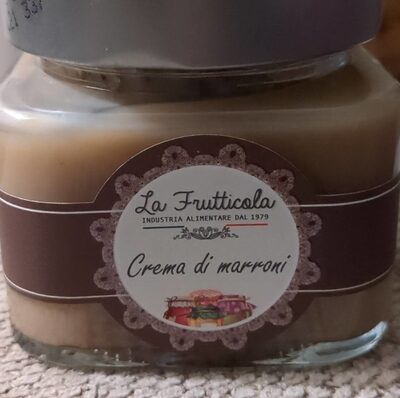 La Frutticola
INDUSTRIA ALIMENTARE DAL 1979
Crema di marroni